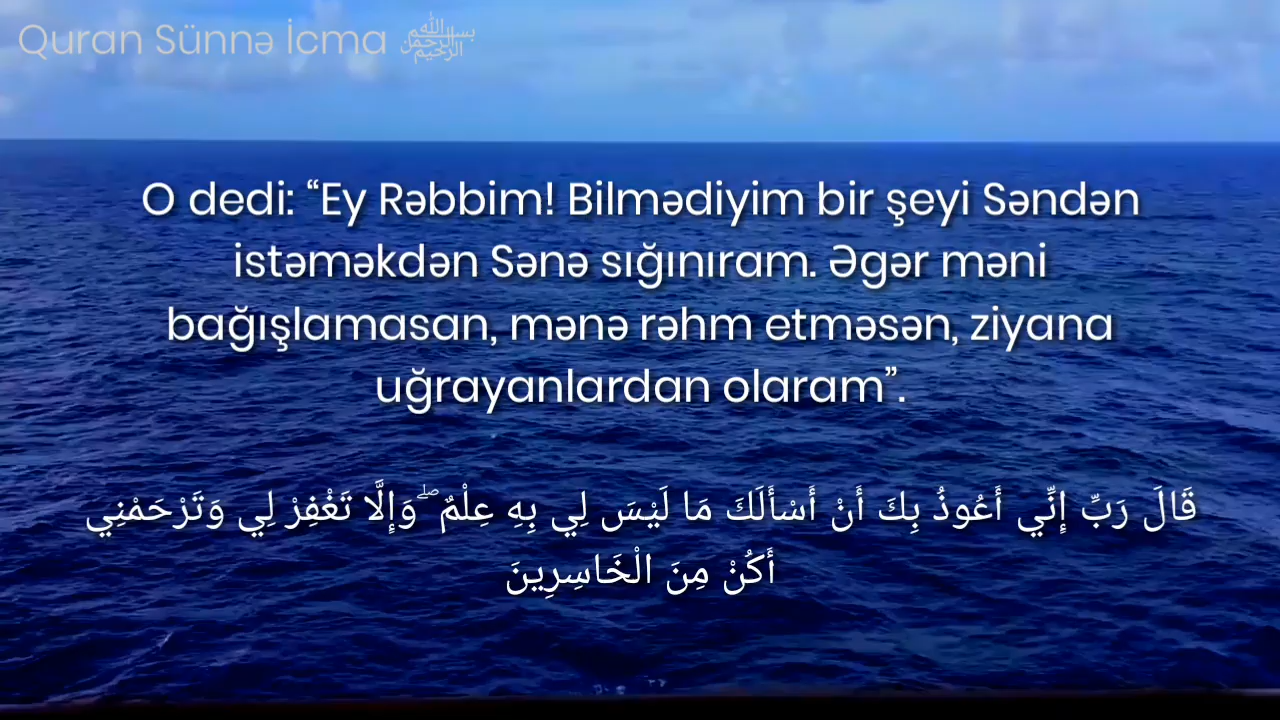 Quran Sünnə İcma ﷽
O dedi: “Ey Rəbbim! Bilmədiyim bir şeyi Səndən
istəməkdən Sənə sığınıram. Əgər məni
bağışlamasan, mənə rəhm etməsən, ziyana
uğrayanlardan olaram”.
قَالَ رَبِّ إِنِّي أَعُوذُ بِكَ أَنْ أَسْأَلَكَ مَا لَيْسَ لِي بِهِ عِلْمٌ ۖ وَإِلَّا تَغْفِرْ لِي وَتَرْحَمْنِي
أَكُنْ مِنَ الْخَاسِرِينَ